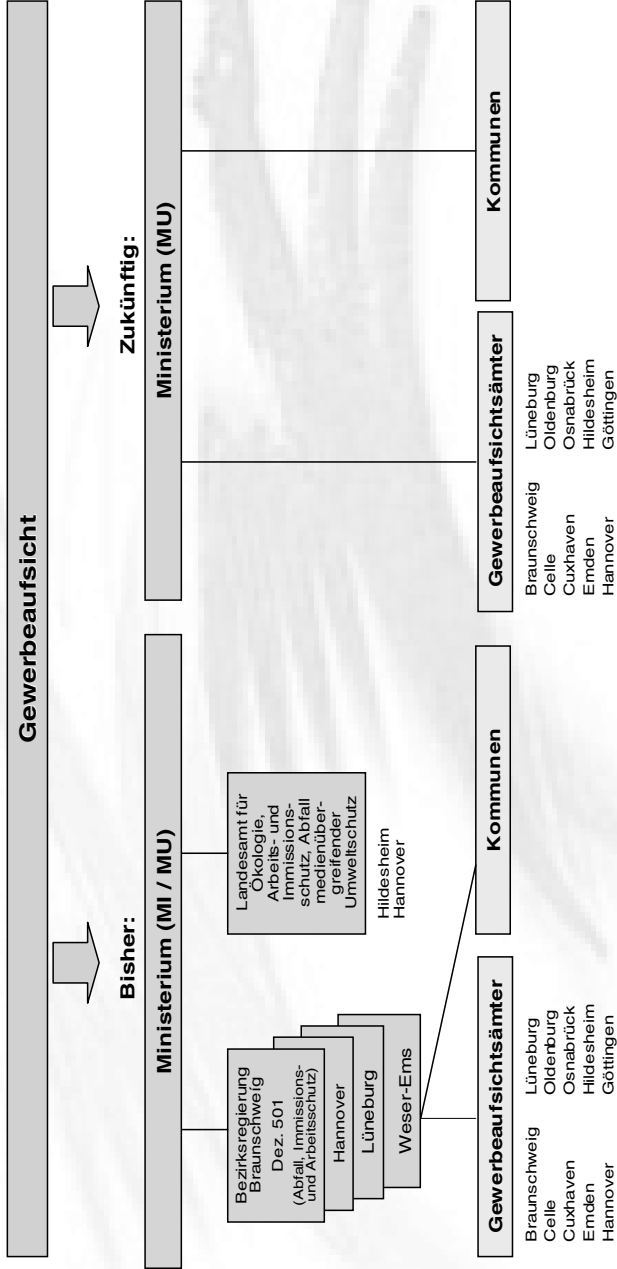 Gewerbeaufsicht
Bisher:
Ministerium (MI / MU)
Bezirksregierung
Braunschweig
Dez. 501
(Abfall, Immissions-
und Arbeitsschutz)
Hannover
Lüneburg
Weser-Ems
Landesamt für
Ökologie,
Arbeits- und
Immissions-
schutz, Abfall
medienüber-
greifender
Umweltschutz
Hildesheim
Hannover
Gewerbeaufsichtsämter
Braunschweig Lüneburg
Celle Oldenburg
Cuxhaven Osnabrück
Emden Hildesheim
Hannover Göttingen
Kommunen
Zukünftig:
Ministerium (MU)
Gewerbeaufsichtsämter
Braunschweig Lüneburg
Celle Oldenburg
Cuxhaven Osnabrück
Emden Hildesheim
Hannover Göttingen
Kommunen